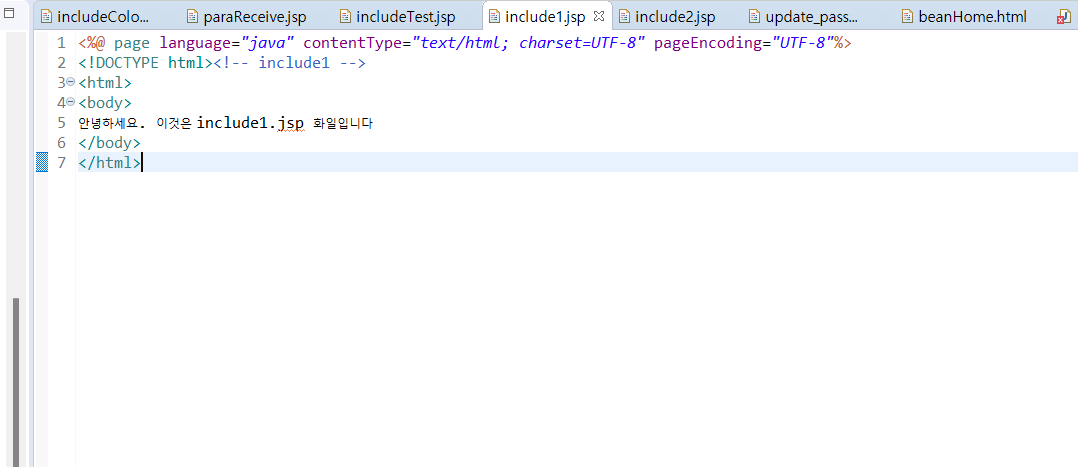 includeColo... paraReceive.jsp includeTest.jsp include1.jsp include2.jsp update_pass... beanHome.html
1 <%@ page language="java" contentType="text/html; charset=UTF-8" pageEncoding="UTF-8"%>
2 <!DOCTYPE html><!-- include1 -->
3 <html>
4 <body>
5 안녕하세요. 이것은 include1.jsp 화일입니다
6 </body>
7 </html>